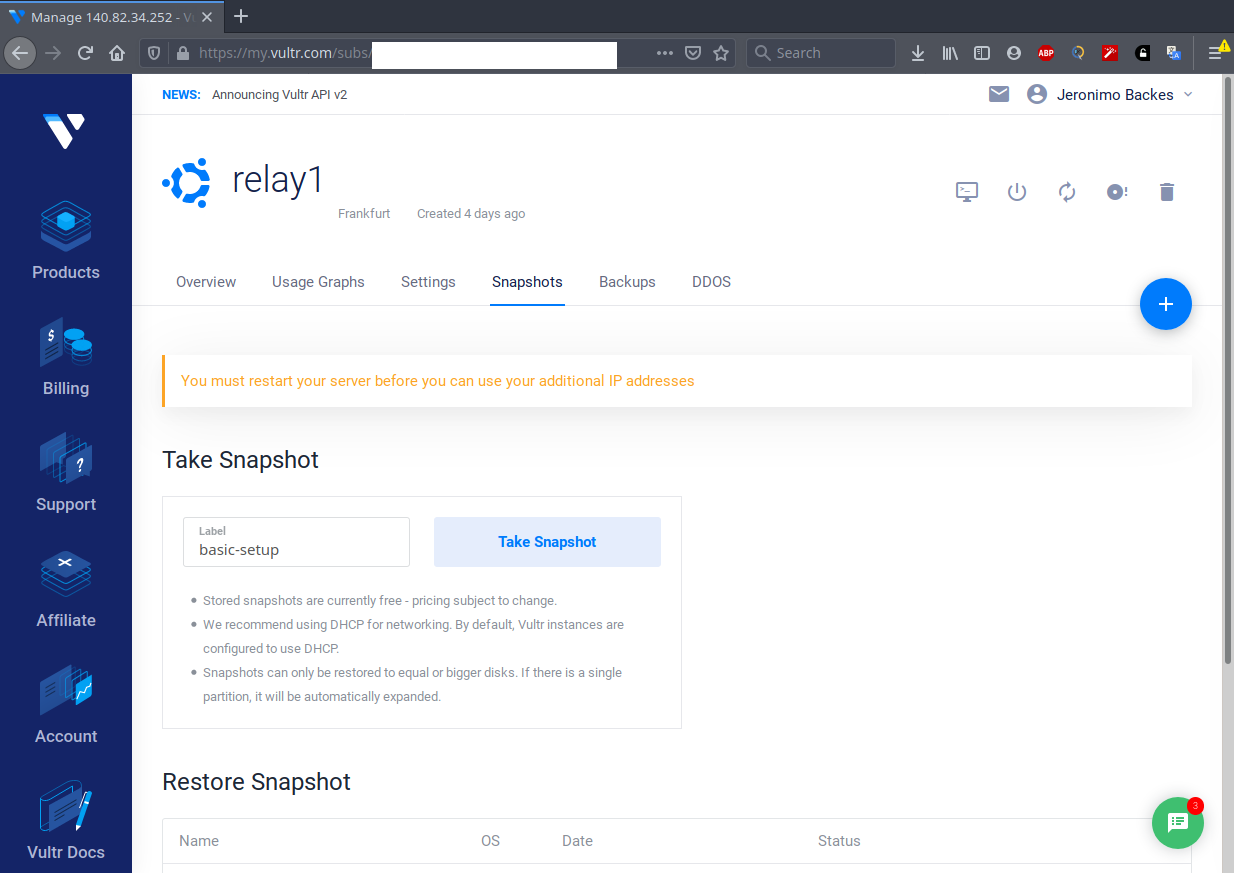 Manage 140.82.34.252 - Vu
https://my.vultr.com/subs/
Search
ABP
NEWS: Announcing Vultr API v2
Jeronimo Backes
relay1
Frankfurt Created 4 days ago
Products
Billing
Support
Affiliate
Account
Vultr Docs
Overview Usage Graphs Settings Snapshots Backups DDOS
You must restart your server before you can use your additional IP addresses
Take Snapshot
Label
basic-setup
Take Snapshot
Stored snapshots are currently free - pricing subject to change.
We recommend using DHCP for networking. By default, Vultr instances are
configured to use DHCP.
Snapshots can only be restored to equal or bigger disks. If there is a single
partition, it will be automatically expanded.
Restore Snapshot
Name OS Date Status
3